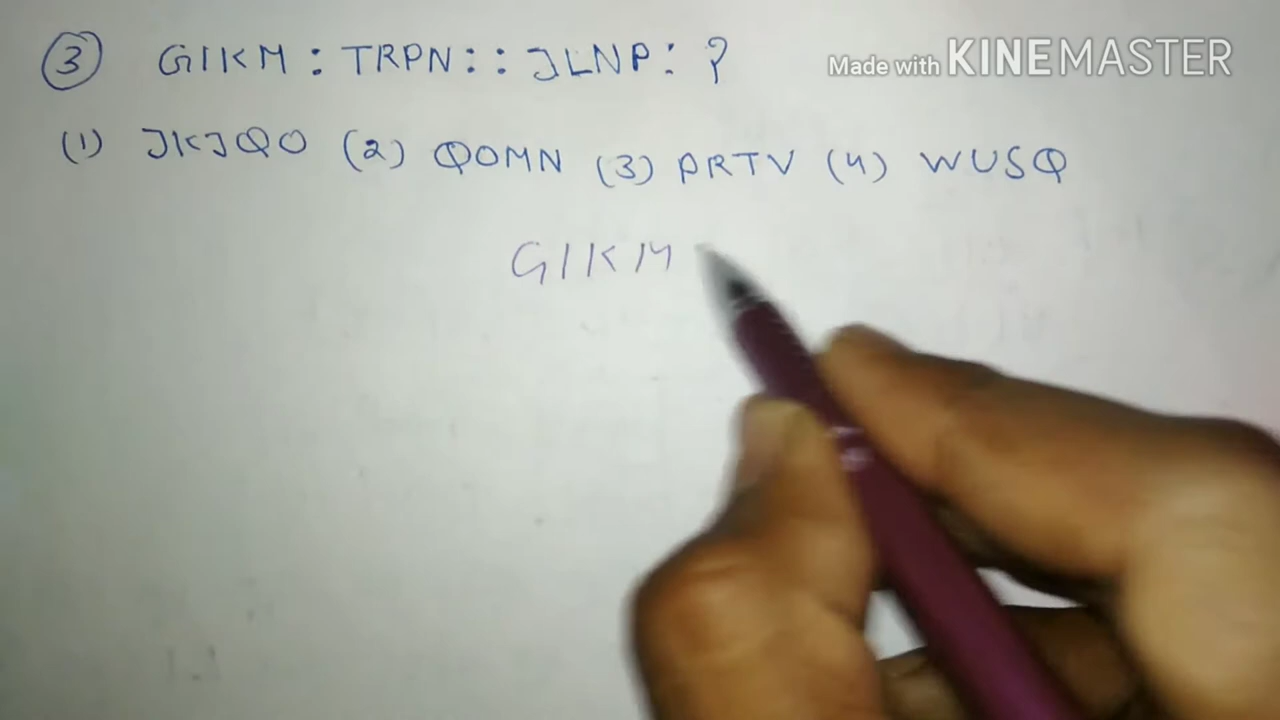 ③ GIKM : TRPN : : JLNP : ?
Made with KINEMASTER
(1) JKJQO (2) QOMN (3) PRTV (4) WUSQ
GIKM